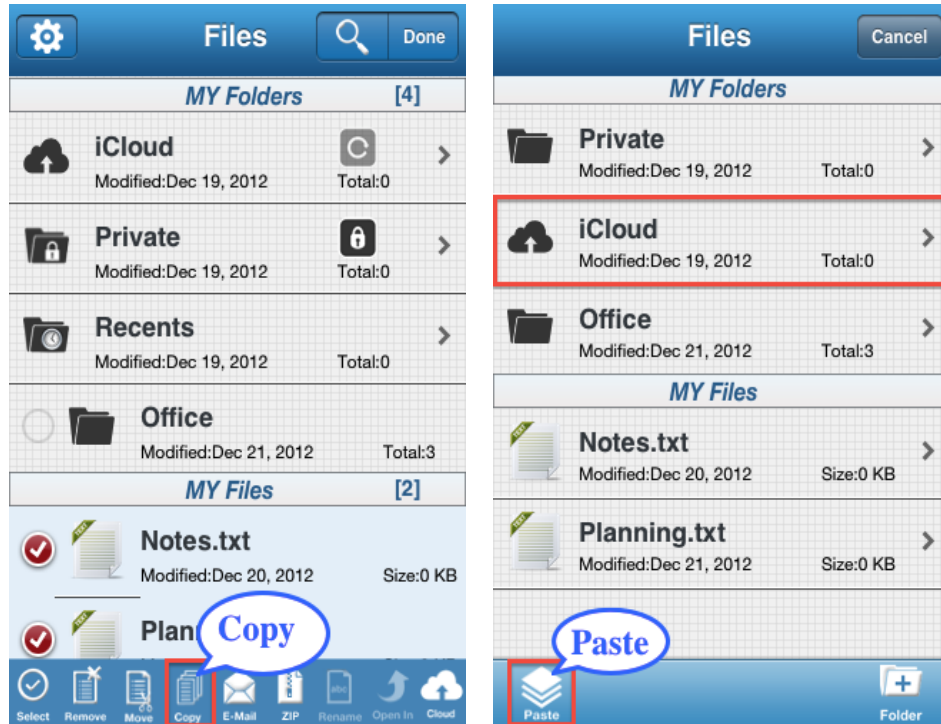 Files
Done
MY Folders [4]
iCloud
Modified:Dec 19, 2012 Total:0
Private
Modified:Dec 19, 2012 Total:0
Recents
Modified:Dec 19, 2012 Total:0
Office
Modified:Dec 21, 2012 Total:3
MY Files [2]
TEXT
Notes.txt
Modified:Dec 20, 2012 Size:0 KB
TEXT
Copy
Select Remove Move Copy E-Mail ZIP Rename Open In Cloud
Files
Cancel
MY Folders
Private
Modified:Dec 19, 2012 Total:0
iCloud
Modified:Dec 19, 2012 Total:0
Office
Modified:Dec 21, 2012 Total:3
MY Files
TEXT
Notes.txt
Modified:Dec 20, 2012 Size:0 KB
TEXT
Planning.txt
Modified:Dec 21, 2012 Size:0 KB
Paste
Paste Folder